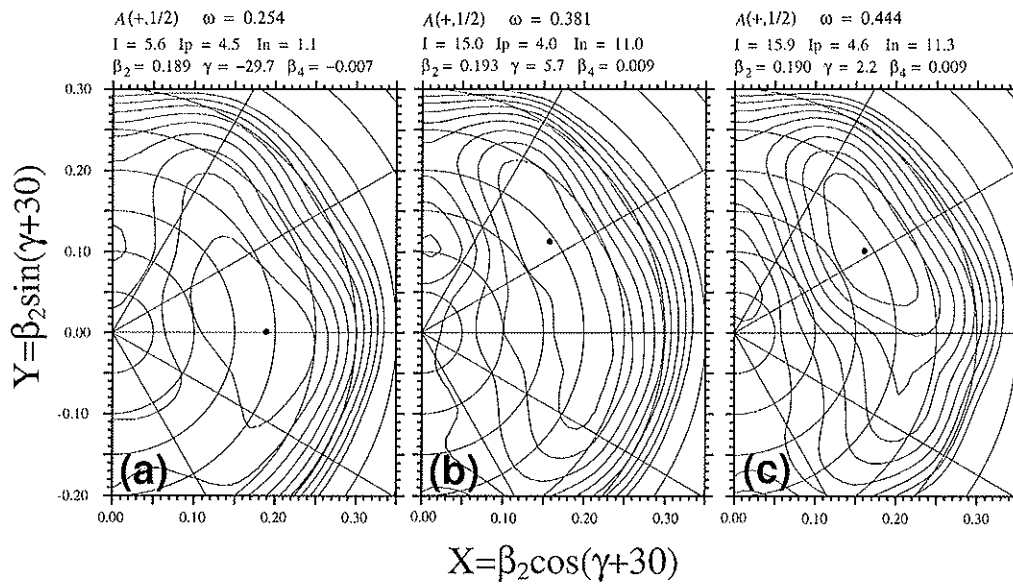 A(+,1/2) ω = 0.254
I = 5.6 Ip = 4.5 In = 1.1
β2 = 0.189 γ = −29.7 β4 = −0.007
A(+,1/2) ω = 0.381
I = 15.0 Ip = 4.0 In = 11.0
β2 = 0.193 γ = 5.7 β4 = 0.009
A(+,1/2) ω = 0.444
I = 15.9 Ip = 4.6 In = 11.3
β2 = 0.190 γ = 2.2 β4 = 0.009
Y=β2sin(γ+30)
0.30
0.20
0.10
0.00
-0.10
-0.20
(a)
(b)
(c)
0.00 0.10 0.20 0.30
0.00 0.10 0.20 0.30
0.00 0.10 0.20 0.30
X=β2cos(γ+30)